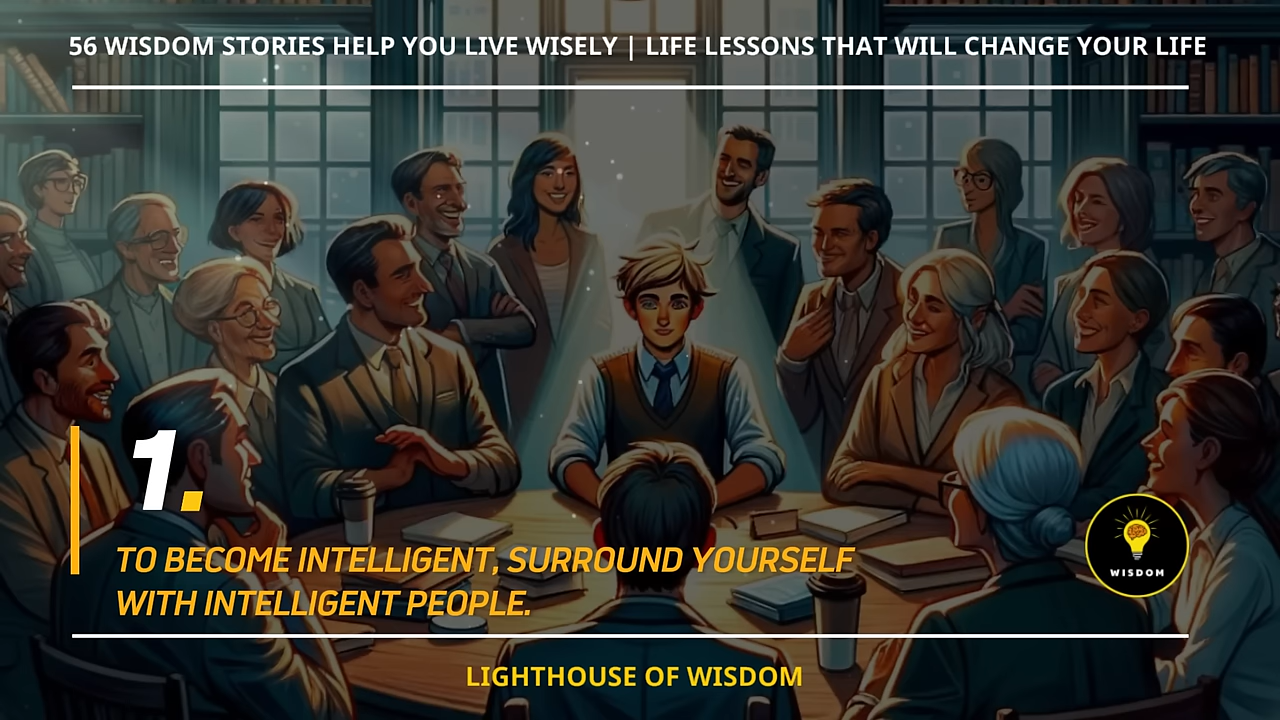 56 WISDOM STORIES HELP YOU LIVE WISELY | LIFE LESSONS THAT WILL CHANGE YOUR LIFE
1.
TO BECOME INTELLIGENT, SURROUND YOURSELF
WITH INTELLIGENT PEOPLE.
WISDOM
LIGHTHOUSE OF WISDOM